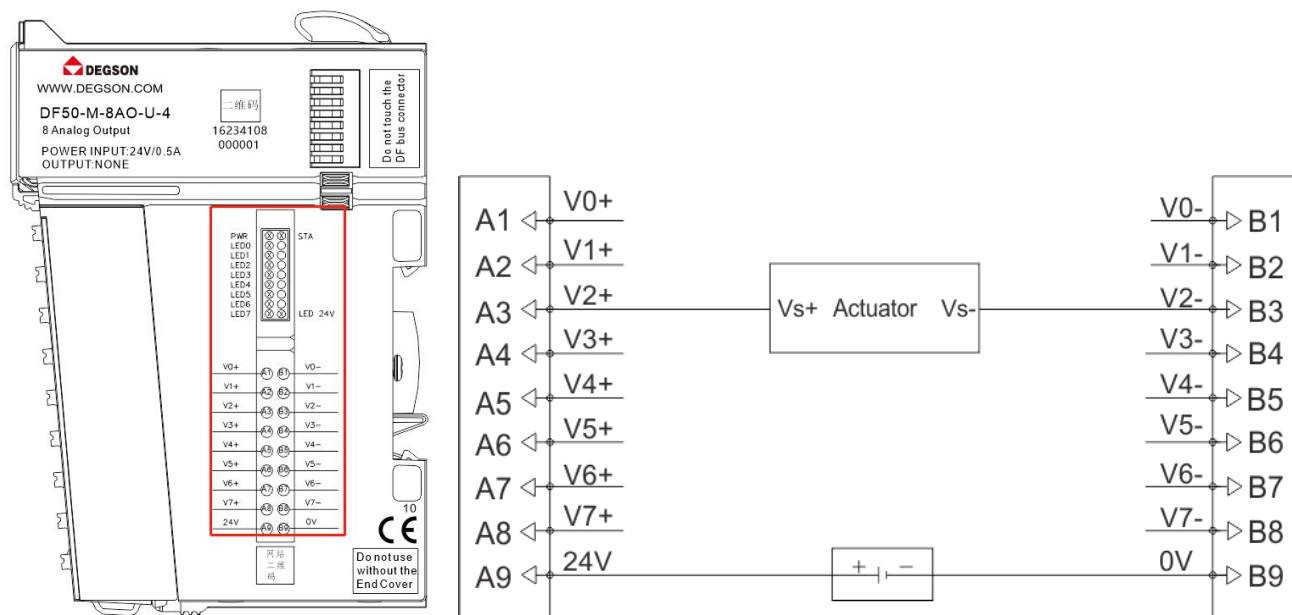 DEGSON
WWW.DEGSON.COM
DF50-M-8AO-U-4
8 Analog Output
POWER INPUT:24V/0.5A
OUTPUT:NONE
二维码
16234108
000001
Do not touch the
DF bus connector
PWR STA
LED0
LED1
LED2
LED3
LED4
LED5
LED6
LED7 LED 24V
V0+ A1 B1 V0-
V1+ A2 B2 V1-
V2+ A3 B3 V2-
V3+ A4 B4 V3-
V4+ A5 B5 V4-
V5+ A6 B6 V5-
V6+ A7 B7 V6-
V7+ A8 B8 V7-
24V A9 B9 0V
网站
二维
码
10
CE
Do not use
without the
End Cover
A1 V0+ V0- B1
A2 V1+ V1- B2
A3 V2+ Vs+ Actuator Vs- V2- B3
A4 V3+ V3- B4
A5 V4+ V4- B5
A6 V5+ V5- B6
A7 V6+ V6- B7
A8 V7+ V7- B8
A9 24V + - 0V B9